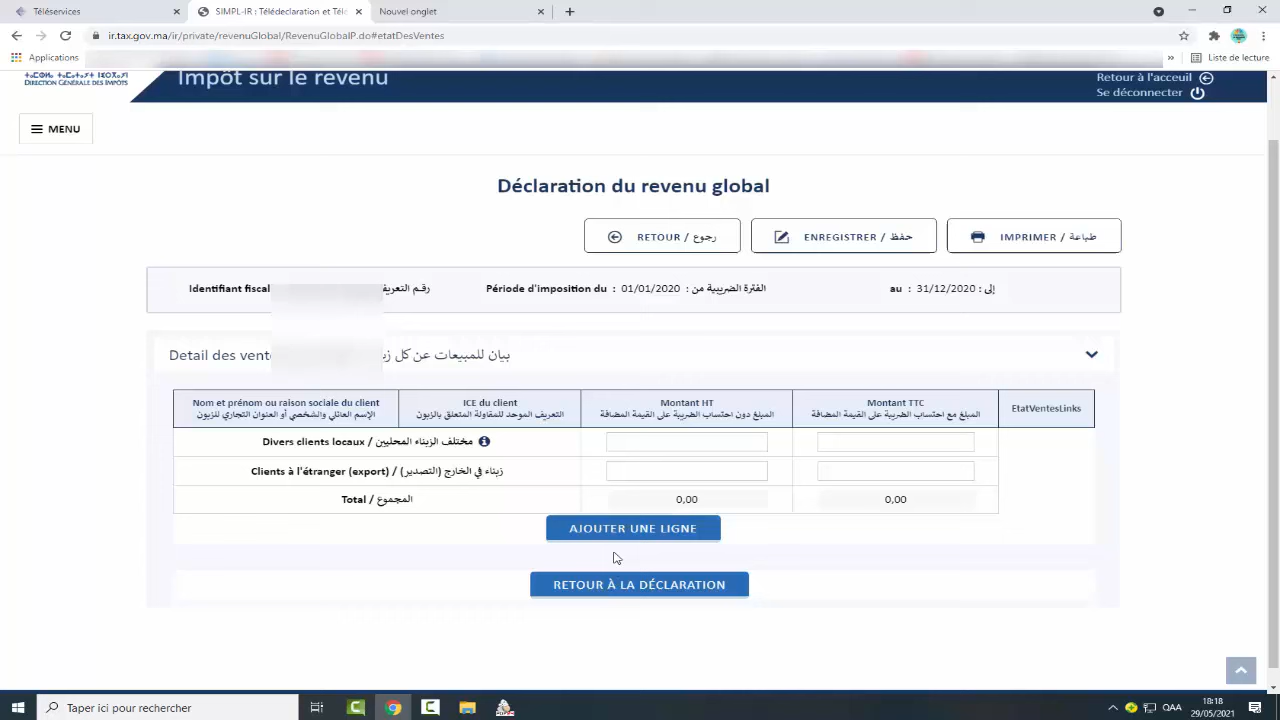 Téléservices
SIMPL-IR : Télédeclaration et Tél
Nouvel onglet
ir.tax.gov.ma/ir/private/revenuGlobal/RevenuGlobalP.do#etatDesVentes
Applications
»
Liste de lecture
DIRECTION GÉNÉRALE DES IMPÔTS
Impôt sur le revenu
Retour à l'acceuil
Se déconnecter
MENU
Déclaration du revenu global
RETOUR / رجوع
ENREGISTRER / حفظ
IMPRIMER / طباعة
Identifiant fiscal
رقم التعريف
Période d'imposition du : 01/01/2020 الفترة الضريبية من :
au : 31/12/2020 إلى :
Detail des بيان للمبيعات عن كل
Nom et prénom ou raison sociale du client
الإسم العائلي والشخصي أو العنوان التجاري للزبون
ICE du client
التعريف الموحد للمقاولة المتعلق بالزبون
Montant HT
المبلغ دون احتساب الضريبة على القيمة المضافة
Montant TTC
المبلغ مع احتساب الضريبة على القيمة المضافة
EtatVentesLinks
Divers clients locaux / مختلف الزبناء المحليين
Clients à l'étranger (export) / زبناء في الخارج (التصدير)
Total / المجموع
0,00
0,00
AJOUTER UNE LIGNE
RETOUR À LA DÉCLARATION
Taper ici pour rechercher
QAA
18:18
29/05/2021